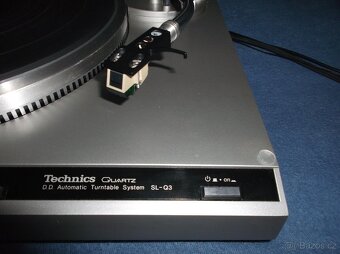 Technics QUARTZ
D.D. Automatic Turntable System SL-Q3